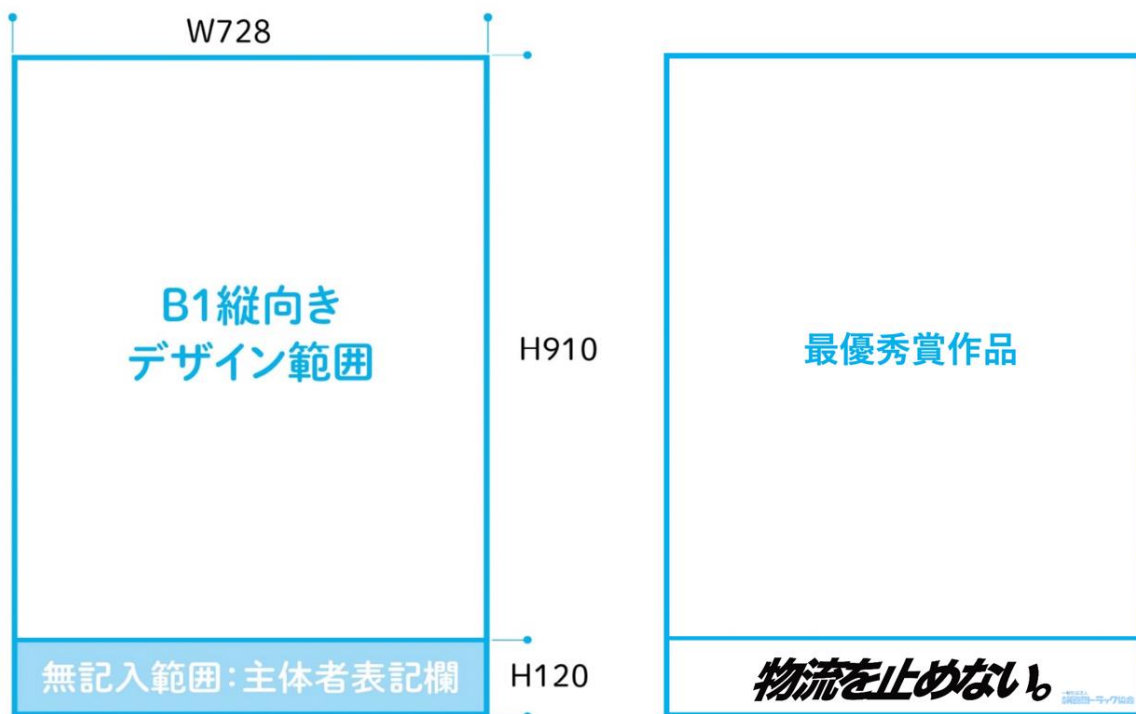 W728
B1縦向き
デザイン範囲
H910
無記入範囲：主体者表記欄
H120
最優秀賞作品
物流を止めない。